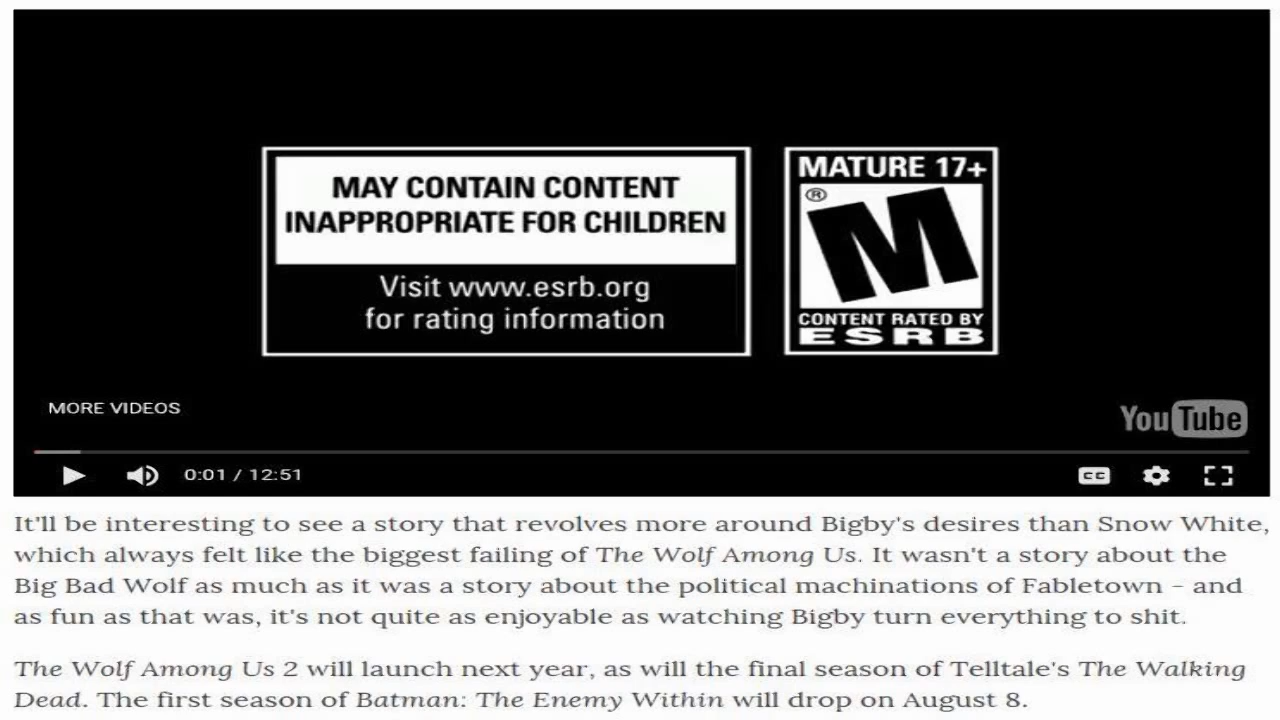 MAY CONTAIN CONTENT
INAPPROPRIATE FOR CHILDREN
Visit www.esrb.org
for rating information
MATURE 17+
®
M
CONTENT RATED BY
ESRB
MORE VIDEOS
YouTube
0:01 / 12:51
CC
It'll be interesting to see a story that revolves more around Bigby's desires than Snow White,
which always felt like the biggest failing of The Wolf Among Us. It wasn't a story about the
Big Bad Wolf as much as it was a story about the political machinations of Fabletown – and
as fun as that was, it's not quite as enjoyable as watching Bigby turn everything to shit.
The Wolf Among Us 2 will launch next year, as will the final season of Telltale's The Walking
Dead. The first season of Batman: The Enemy Within will drop on August 8.